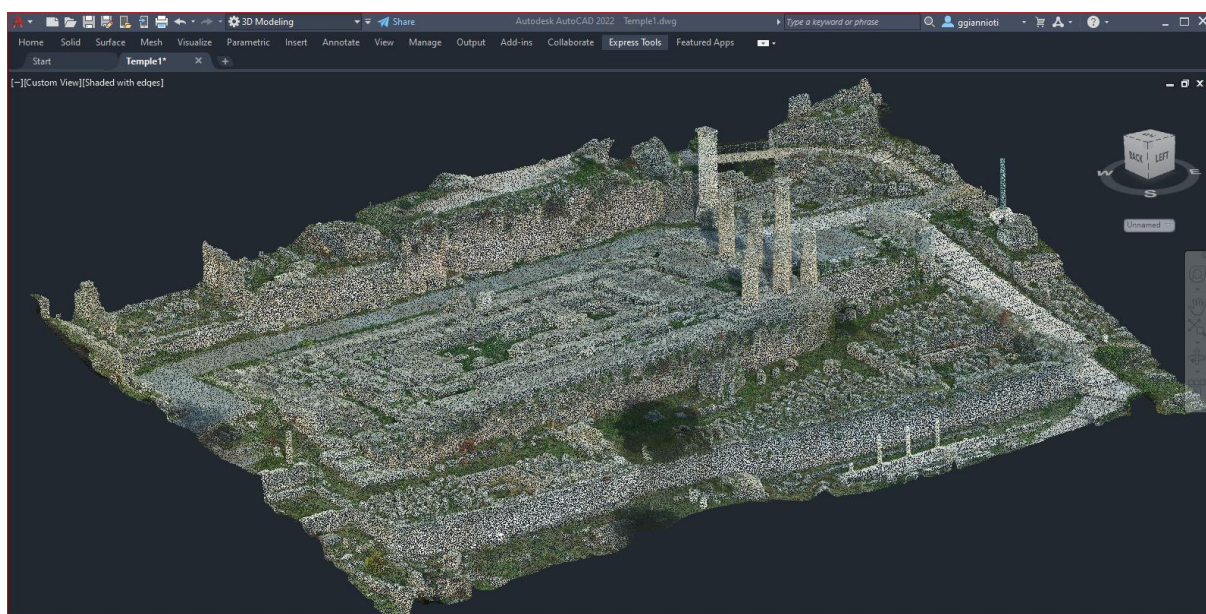 A 3D Modeling Share Autodesk AutoCAD 2022 Temple1.dwg Type a keyword or phrase ggiannioti
Home Solid Surface Mesh Visualize Parametric Insert Annotate View Manage Output Add-ins Collaborate Express Tools Featured Apps
Start Temple1* × +
[−][Custom View][Shaded with edges]
BACK LEFT
W E
S
Unnamed